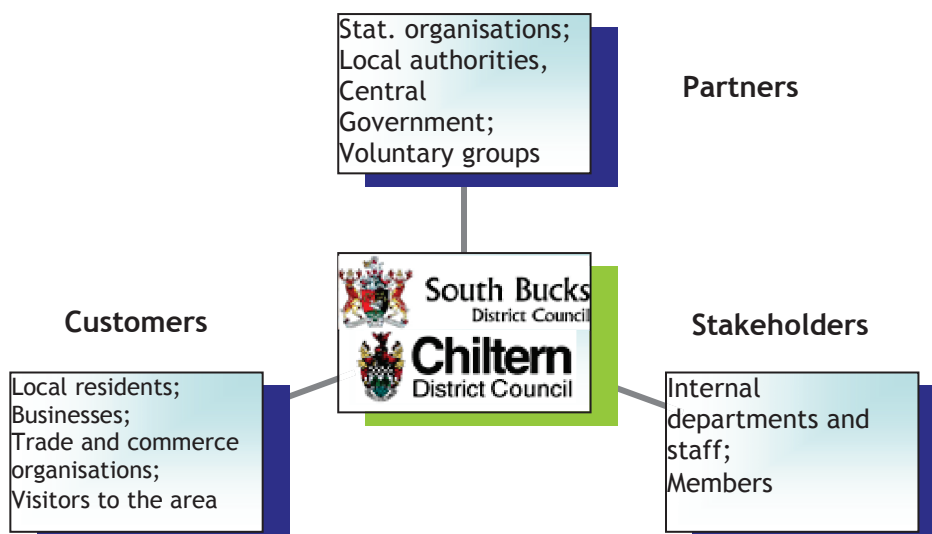 Stat. organisations;
Local authorities,
Central
Government;
Voluntary groups
Partners
South Bucks
District Council
Chiltern
District Council
Customers
Local residents;
Businesses;
Trade and commerce
organisations;
Visitors to the area
Stakeholders
Internal
departments and
staff;
Members